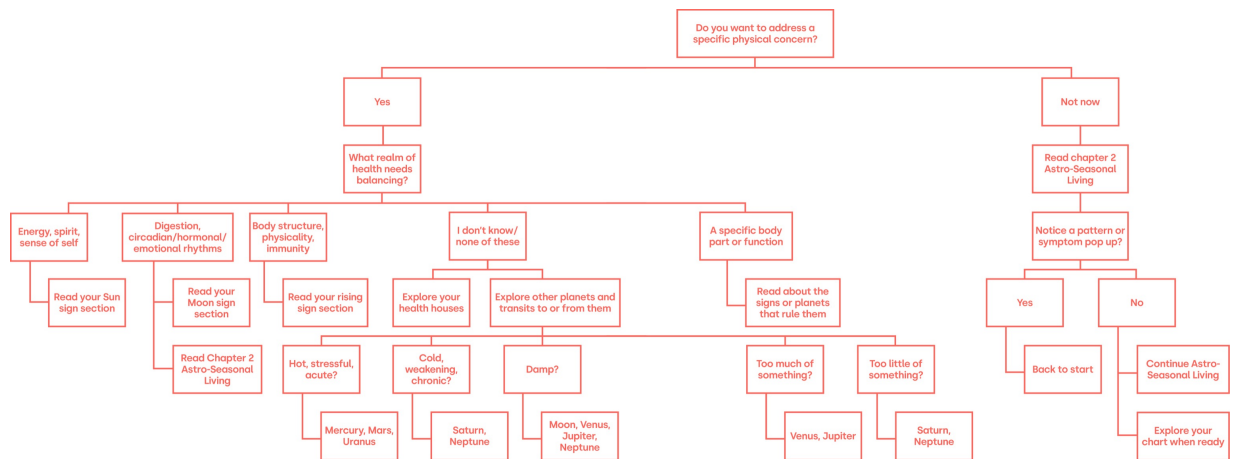 Do you want to address a
specific physical concern?
Yes
Not now
What realm of
health needs
balancing?
Read chapter 2
Astro-Seasonal
Living
Energy, spirit,
sense of self
Digestion,
circadian/hormonal/
emotional rhythms
Body structure,
physicality,
immunity
I don't know/
none of these
A specific body
part or function
Notice a pattern or
symptom pop up?
Read your Sun
sign section
Read your
Moon sign
section
Read your rising
sign section
Explore your
health houses
Explore other planets and
transits to or from them
Read about the
signs or planets
that rule them
Yes
No
Read Chapter 2
Astro-Seasonal
Living
Hot, stressful,
acute?
Cold,
weakening,
chronic?
Damp?
Too much of
something?
Too little of
something?
Back to start
Continue Astro-
Seasonal Living
Mercury, Mars,
Uranus
Saturn,
Neptune
Moon, Venus,
Jupiter,
Neptune
Venus, Jupiter
Saturn,
Neptune
Explore your
chart when ready